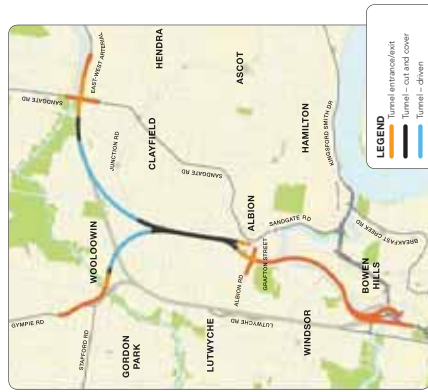 HENDRA
EAST-WEST ARTERIAL
SANDGATE RD
ASCOT
CLAYFIELD
JUNCTION RD
HAMILTON
KINGSFORD SMITH DR
SANDGATE RD
WOOLOOWIN
ALBION
SANDGATE RD
BREAKFAST CREEK RD
GRAFTON STREET
ALBION RD
BOWEN
HILLS
GYMPIE RD
STAFFORD RD
GORDON
PARK
LUTWYCHE
LUTWYCHE RD
WINDSOR
LEGEND
Tunnel entrance/exit
Tunnel – cut and cover
Tunnel – driven